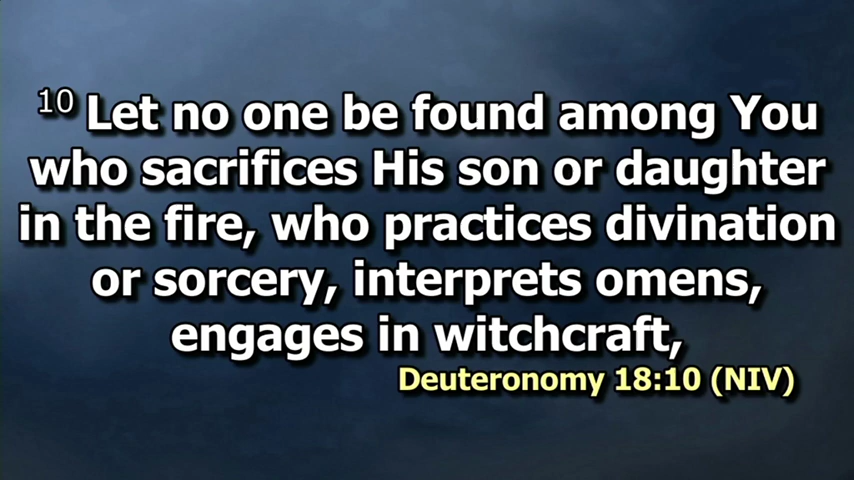 10 Let no one be found among You
who sacrifices His son or daughter
in the fire, who practices divination
or sorcery, interprets omens,
engages in witchcraft,
Deuteronomy 18:10 (NIV)